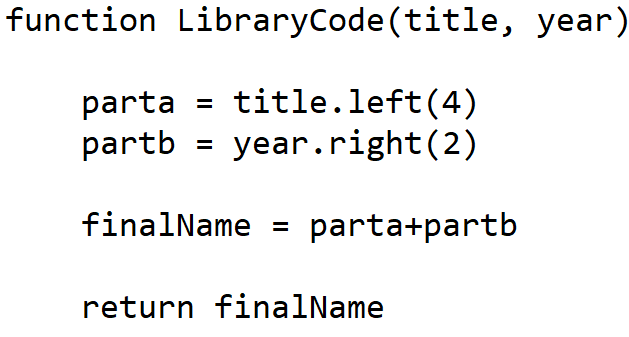 function LibraryCode(title, year)
parta = title.left(4)
partb = year.right(2)
finalName = parta+partb
return finalName